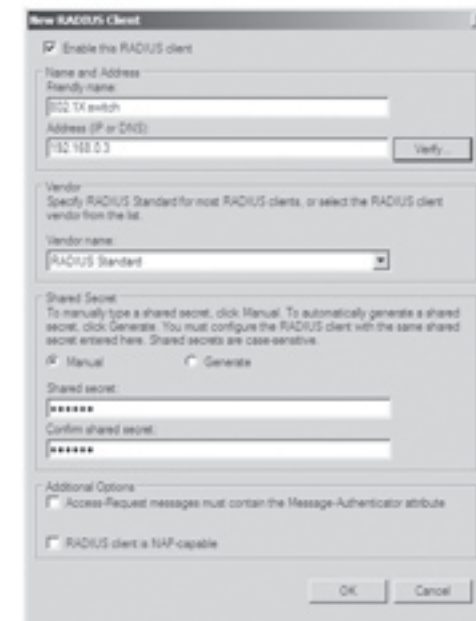 New RADIUS Client
Enable this RADIUS client
Name and Address
Friendly name:
802.1X switch
Address (IP or DNS):
192.168.0.3
Verify...
Vendor
Specify RADIUS Standard for most RADIUS clients, or select the RADIUS client
vendor from the list.
Vendor name:
RADIUS Standard
Shared Secret
To manually type a shared secret, click Manual. To automatically generate a shared
secret, click Generate. You must configure the RADIUS client with the same shared
secret entered here. Shared secrets are case-sensitive.
Manual
Generate
Shared secret:
••••••
Confirm shared secret:
••••••
Additional Options
Access-Request messages must contain the Message-Authenticator attribute
RADIUS client is NAP-capable
OK
Cancel